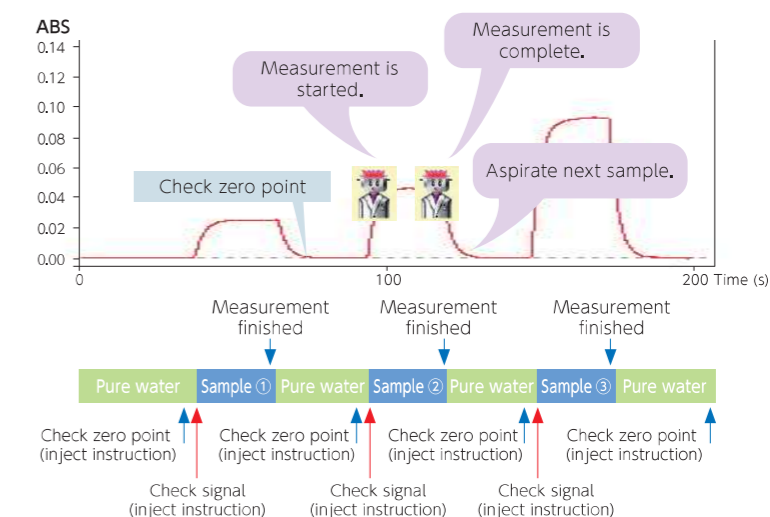 ABS
0.14
0.12
0.10
0.08
0.06
0.04
0.02
0.00
Measurement is
started.
Measurement is
complete.
Check zero point
Aspirate next sample.
0
100
200 Time (s)
Measurement
finished
Measurement
finished
Measurement
finished
Pure water
Sample ①
Pure water
Sample ②
Pure water
Sample ③
Pure water
Check zero point
(inject instruction)
Check zero point
(inject instruction)
Check zero point
(inject instruction)
Check zero point
(inject instruction)
Check signal
(inject instruction)
Check signal
(inject instruction)
Check signal
(inject instruction)